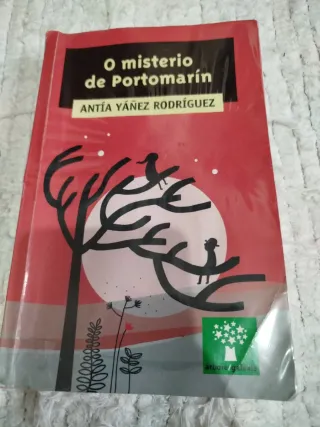 O misterio
de Portomarín
ANTÍA YÁÑEZ RODRÍGUEZ